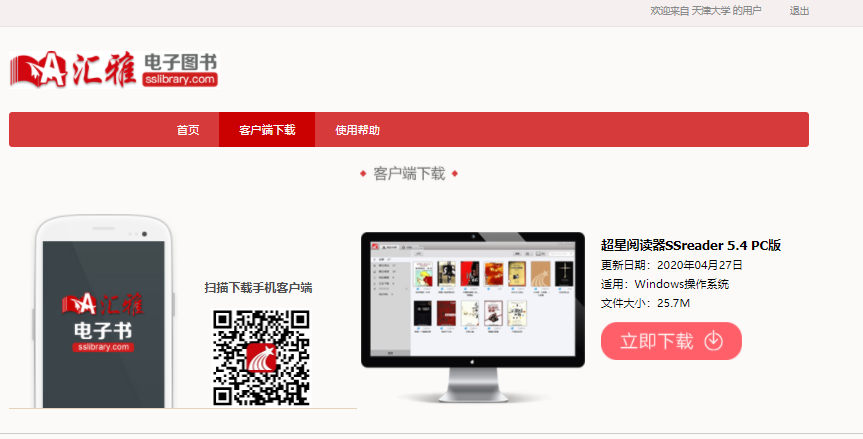 欢迎来自 天津大学 的用户 退出
汇雅 电子图书
sslibrary.com
首页 客户端下载 使用帮助
客户端下载
汇雅
电子书
sslibrary.com
扫描下载手机客户端
超星阅读器SSreader 5.4 PC版
更新日期：2020年04月27日
适用：Windows操作系统
文件大小：25.7M
立即下载